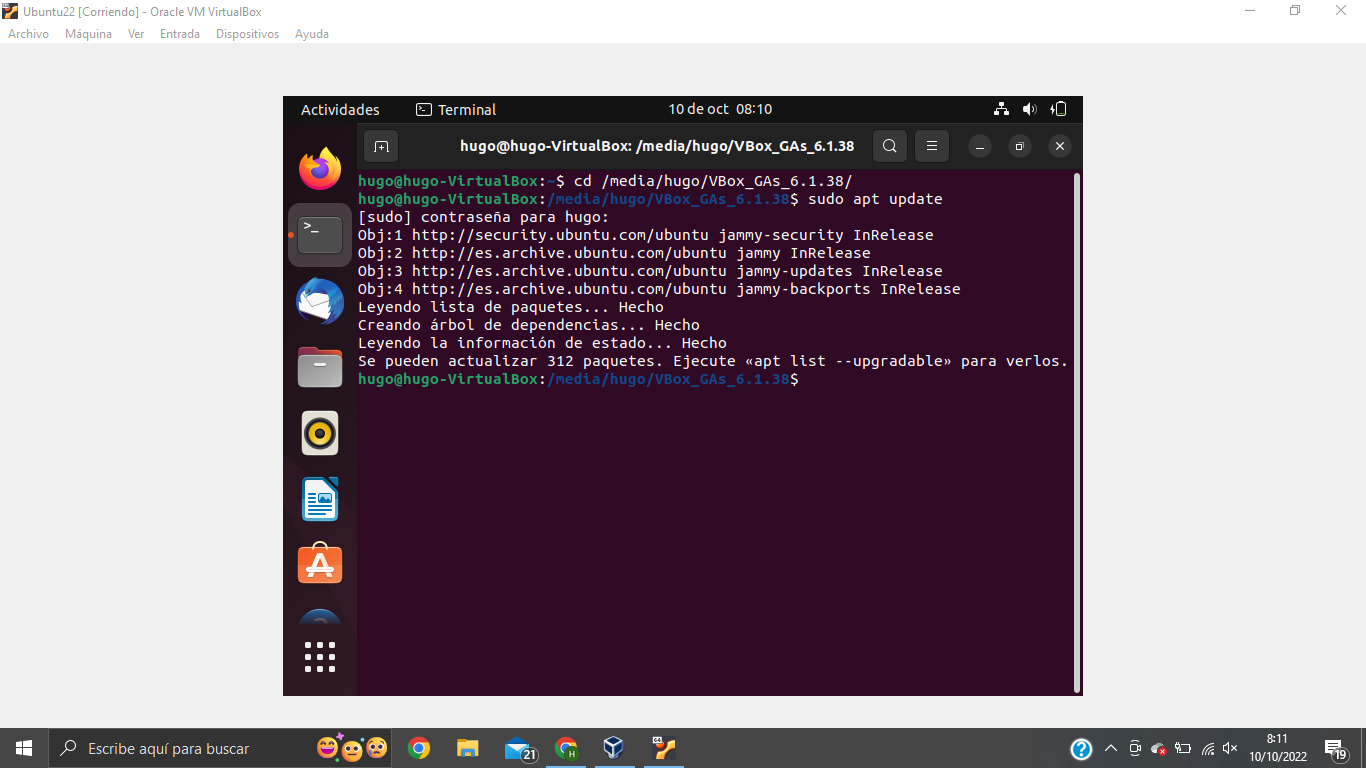 Ubuntu22 [Corriendo] - Oracle VM VirtualBox
Archivo Máquina Ver Entrada Dispositivos Ayuda
Actividades Terminal 10 de oct 08:10
hugo@hugo-VirtualBox: /media/hugo/VBox_GAs_6.1.38
hugo@hugo-VirtualBox:~$ cd /media/hugo/VBox_GAs_6.1.38/
hugo@hugo-VirtualBox:/media/hugo/VBox_GAs_6.1.38$ sudo apt update
[sudo] contraseña para hugo:
Obj:1 http://security.ubuntu.com/ubuntu jammy-security InRelease
Obj:2 http://es.archive.ubuntu.com/ubuntu jammy InRelease
Obj:3 http://es.archive.ubuntu.com/ubuntu jammy-updates InRelease
Obj:4 http://es.archive.ubuntu.com/ubuntu jammy-backports InRelease
Leyendo lista de paquetes... Hecho
Creando árbol de dependencias... Hecho
Leyendo la información de estado... Hecho
Se pueden actualizar 312 paquetes. Ejecute «apt list --upgradable» para verlos.
hugo@hugo-VirtualBox:/media/hugo/VBox_GAs_6.1.38$
Escribe aquí para buscar
21
8:11
10/10/2022
19